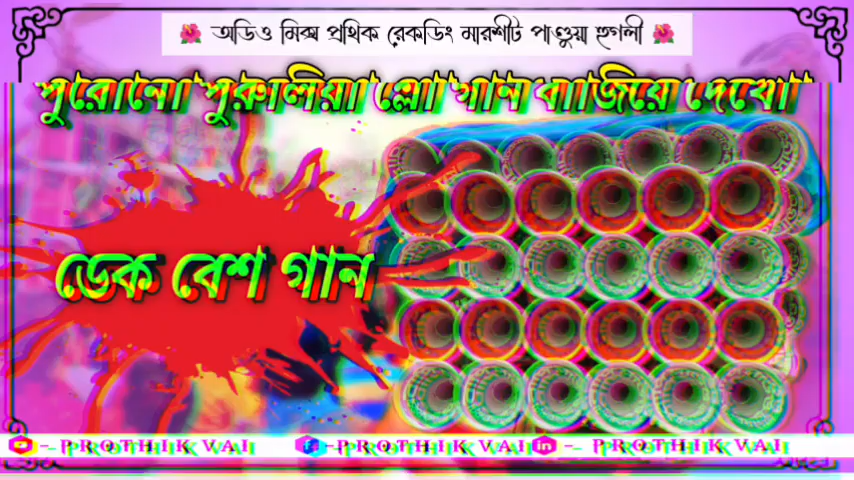 🌺 অডিও মিক্স প্রথিক রেকডিং মারশীট পাণ্ডুয়া হুগলী 🌺
পুরোনো পুরুলিয়া স্লো গান বাজিয়ে দেখো
ডেক বেশ গান
- PROTHIK VAI - PROTHIK VAI - PROTHIK VAI